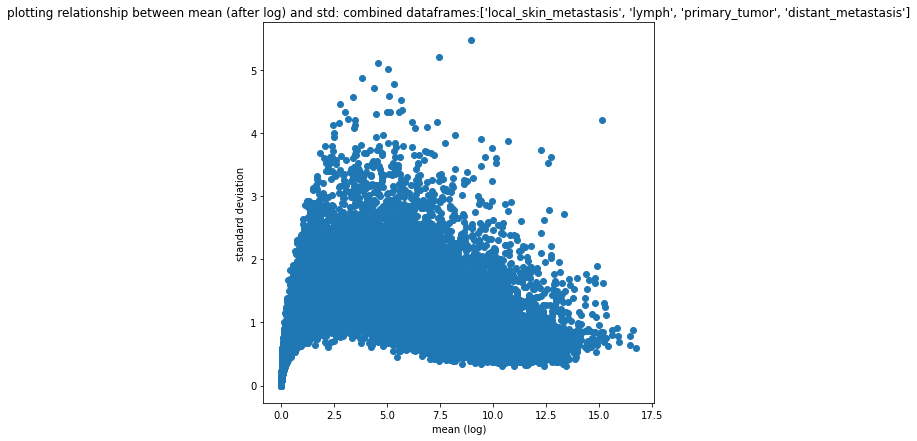 plotting relationship between mean (after log) and std: combined dataframes:['local_skin_metastasis', 'lymph', 'primary_tumor', 'distant_metastasis']
5
4
3
2
1
0
standard deviation
0.0 2.5 5.0 7.5 10.0 12.5 15.0 17.5
mean (log)